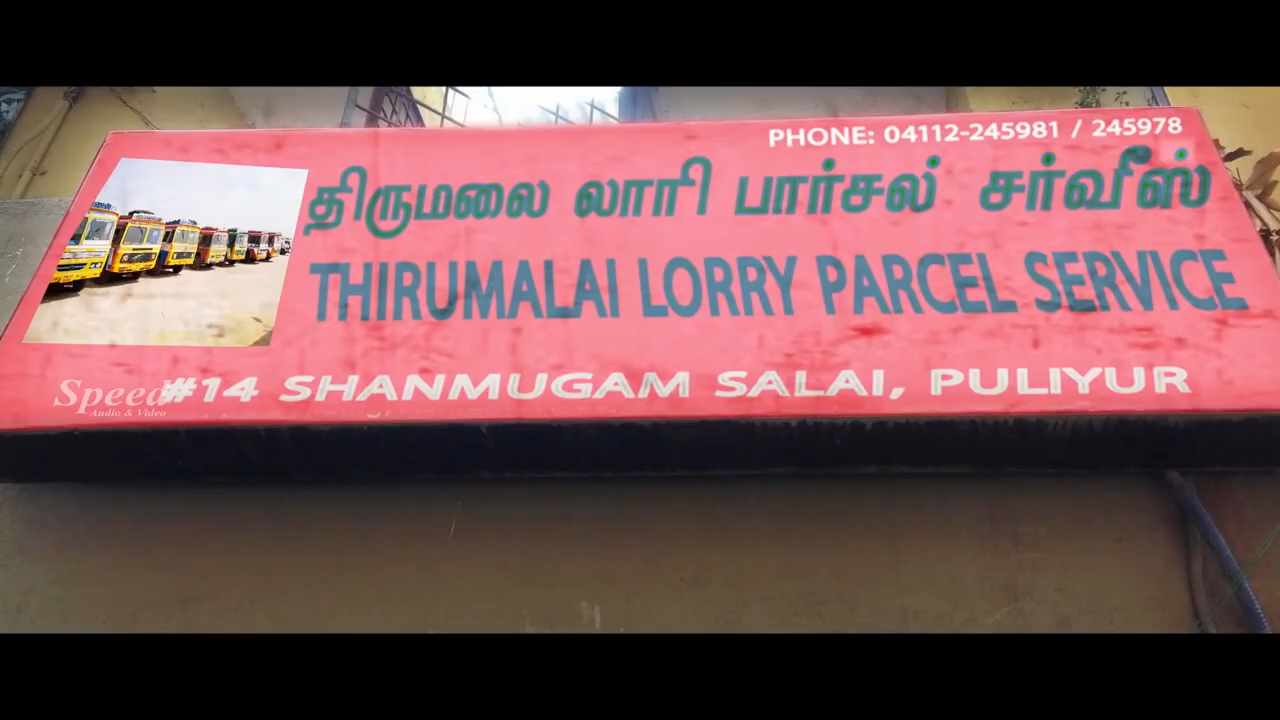 PHONE: 04112-245981 / 245978
திருமலை லாரி பார்சல் சர்வீஸ்
THIRUMALAI LORRY PARCEL SERVICE
#14 SHANMUGAM SALAI, PULIYUR
Speed
Audio & Video